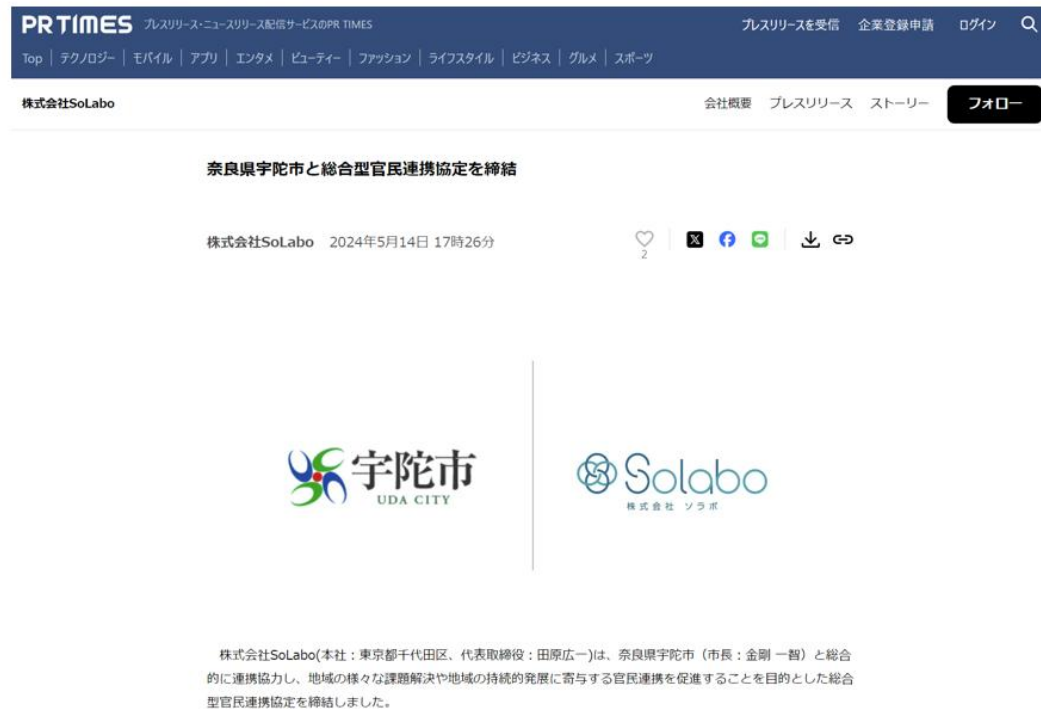 PR TIMES プレスリリース・ニュースリリース配信サービスのPR TIMES プレスリリースを受信 企業登録申請 ログイン
Top | テクノロジー | モバイル | アプリ | エンタメ | ビューティー | ファッション | ライフスタイル | ビジネス | グルメ | スポーツ
株式会社SoLabo 会社概要 プレスリリース ストーリー フォロー
奈良県宇陀市と総合型官民連携協定を締結
株式会社SoLabo 2024年5月14日 17時26分
2
宇陀市
UDA CITY
Solabo
株式会社 ソラボ
株式会社SoLabo(本社：東京都千代田区、代表取締役：田原広一)は、奈良県宇陀市（市長：金剛 一智）と総合
的に連携協力し、地域の様々な課題解決や地域の持続的発展に寄与する官民連携を促進することを目的とした総合
型官民連携協定を締結しました。